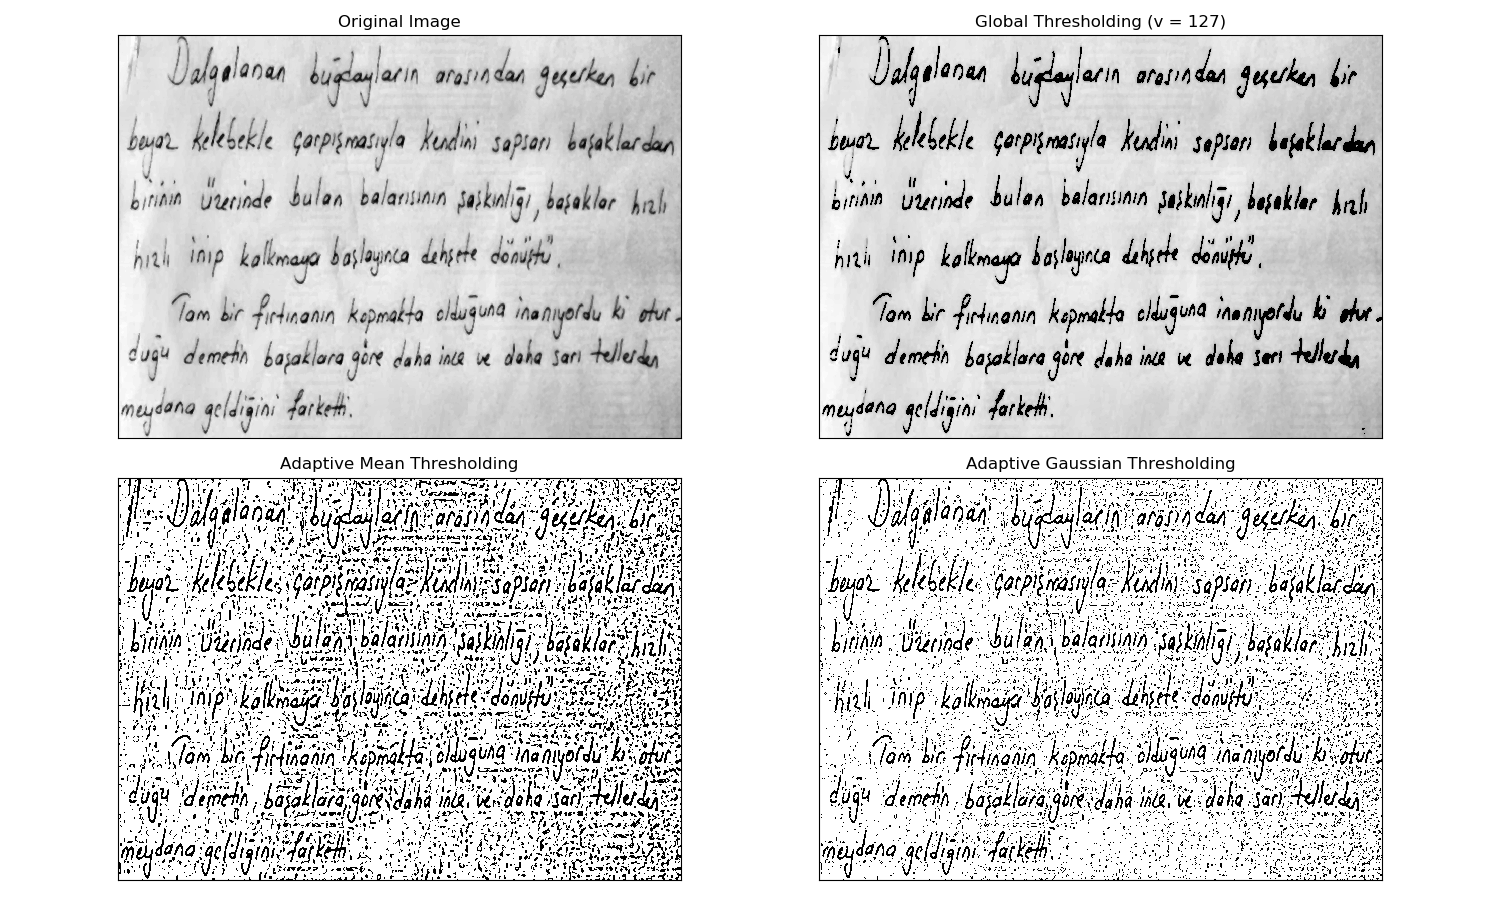 Original Image
Dalgalanan buğdayların arasından geçerken bir
beyaz kelebekle çarpışmasıyla kendini sapsarı başaklardan
birinin üzerinde bulan balarısının şaşkınlığı, başaklar hızlı
hızlı inip kalkmaya başlayınca dehşete dönüştü.
Tam bir fırtınanın kopmakta olduğuna inanıyordu ki otur-
duğu demetin başaklara göre daha ince ve daha sarı tellerden
meydana geldiğini farketti.
Global Thresholding (v = 127)
Dalgalanan buğdayların arasından geçerken bir
beyaz kelebekle çarpışmasıyla kendini sapsarı başaklardan
birinin üzerinde bulan balarısının şaşkınlığı, başaklar hızlı
hızlı inip kalkmaya başlayınca dehşete dönüştü.
Tam bir fırtınanın kopmakta olduğuna inanıyordu ki otur-
duğu demetin başaklara göre daha ince ve daha sarı tellerden
meydana geldiğini farketti.
Adaptive Mean Thresholding
Dalgalanan buğdayların arasından geçerken bir
beyaz kelebekle çarpışmasıyla kendini sapsarı başaklardan
birinin üzerinde bulan balarısının şaşkınlığı, başaklar hızlı
hızlı inip kalkmaya başlayınca dehşete dönüştü
Tam bir fırtınanın kopmakta olduğuna inanıyordu ki otur-
duğu demetin başaklara göre daha ince ve daha sarı tellerden
meydana geldiğini farketti.
Adaptive Gaussian Thresholding
Dalgalanan buğdayların arasından geçerken bir
beyaz kelebekle çarpışmasıyla kendini sapsarı başaklardan
birinin üzerinde bulan balarısının şaşkınlığı, başaklar hızlı
hızlı inip kalkmaya başlayınca dehşete dönüştü
Tam bir fırtınanın kopmakta olduğuna inanıyordu ki otur-
duğu demetin başaklara göre daha ince ve daha sarı tellerden
meydana geldiğini farketti.